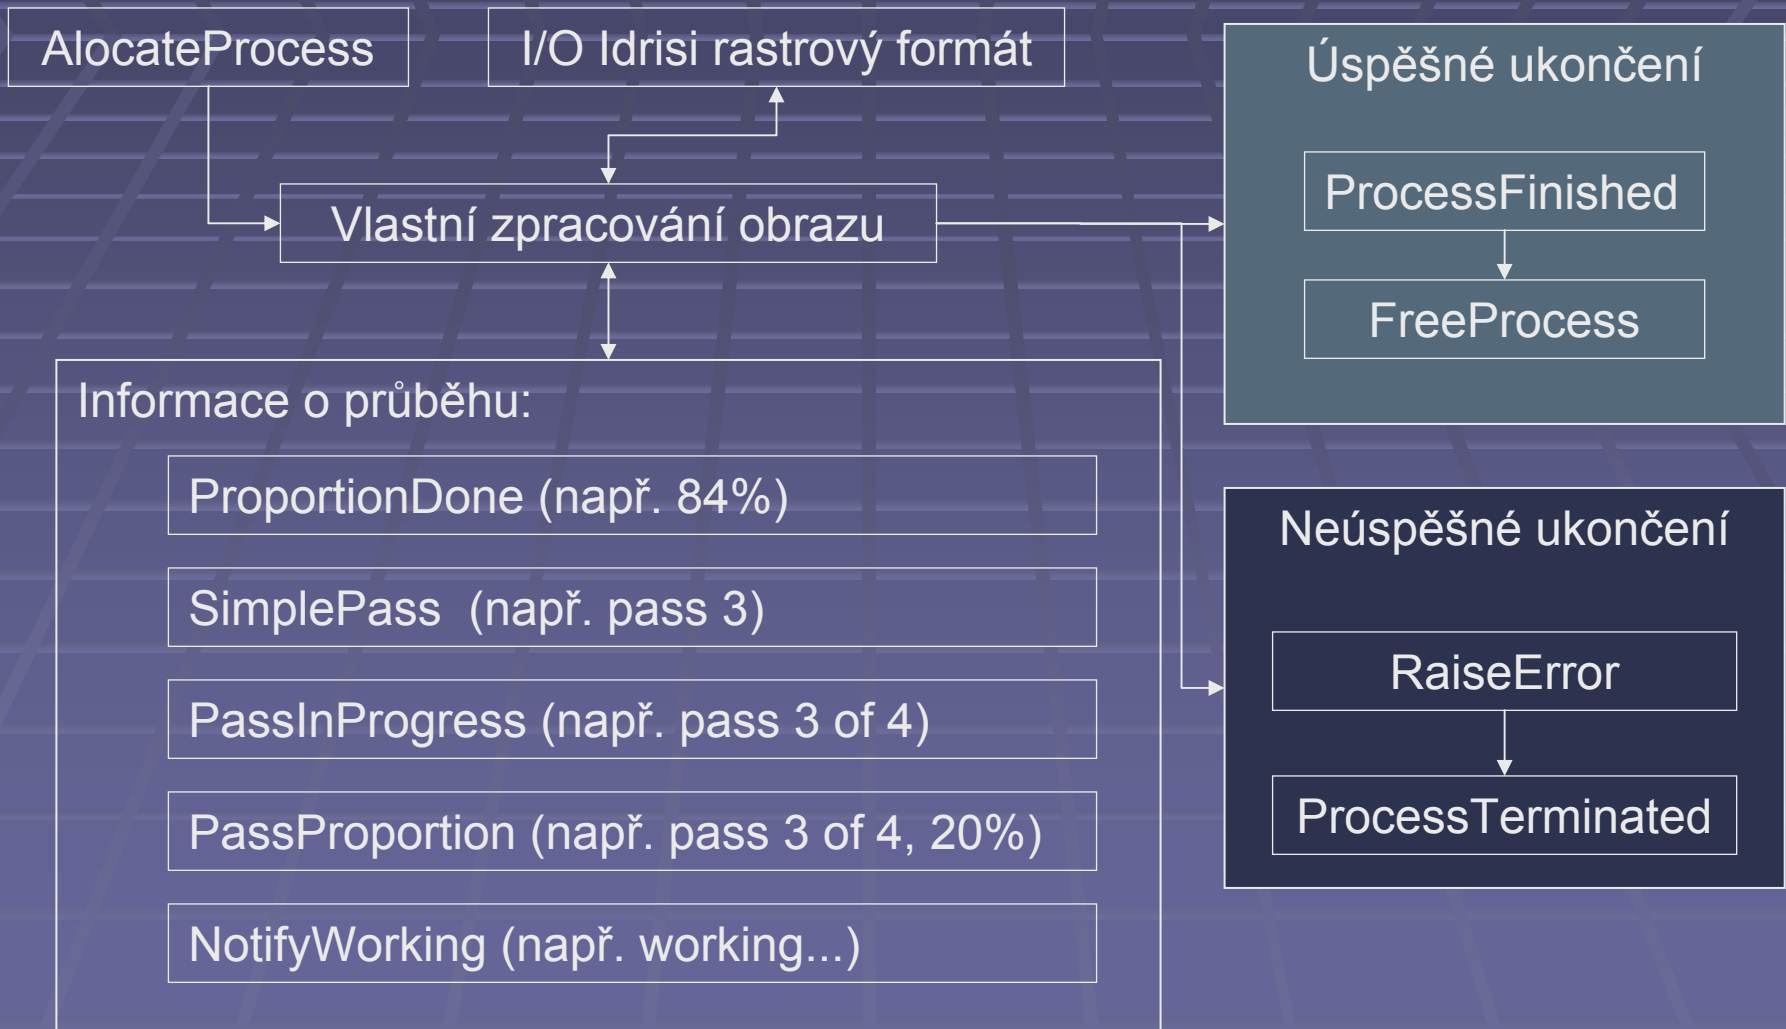 AlocateProcess
I/O Idrisi rastrový formát
Vlastní zpracování obrazu
Informace o průběhu:
ProportionDone (např. 84%)
SimplePass (např. pass 3)
PassInProgress (např. pass 3 of 4)
PassProportion (např. pass 3 of 4, 20%)
NotifyWorking (např. working...)
Úspěšné ukončení
ProcessFinished
FreeProcess
Neúspěšné ukončení
RaiseError
ProcessTerminated